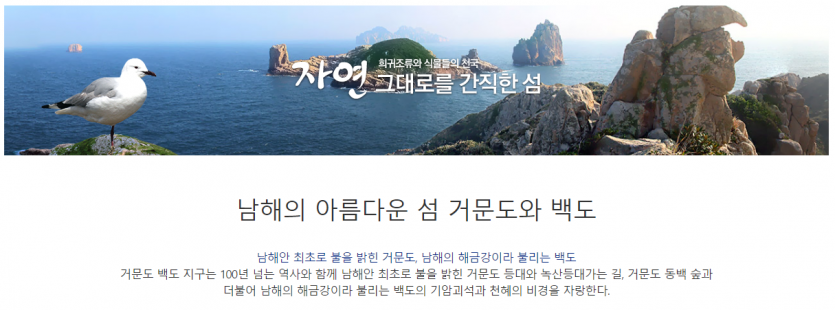 희귀조류와 식물들의 천국
자연 그대로를 간직한 섬
남해의 아름다운 섬 거문도와 백도
남해안 최초로 불을 밝힌 거문도, 남해의 해금강이라 불리는 백도
거문도 백도 지구는 100년 넘는 역사와 함께 남해안 최초로 불을 밝힌 거문도 등대와 녹산등대가는 길, 거문도 동백 숲과
더불어 남해의 해금강이라 불리는 백도의 기암괴석과 천혜의 비경을 자랑한다.